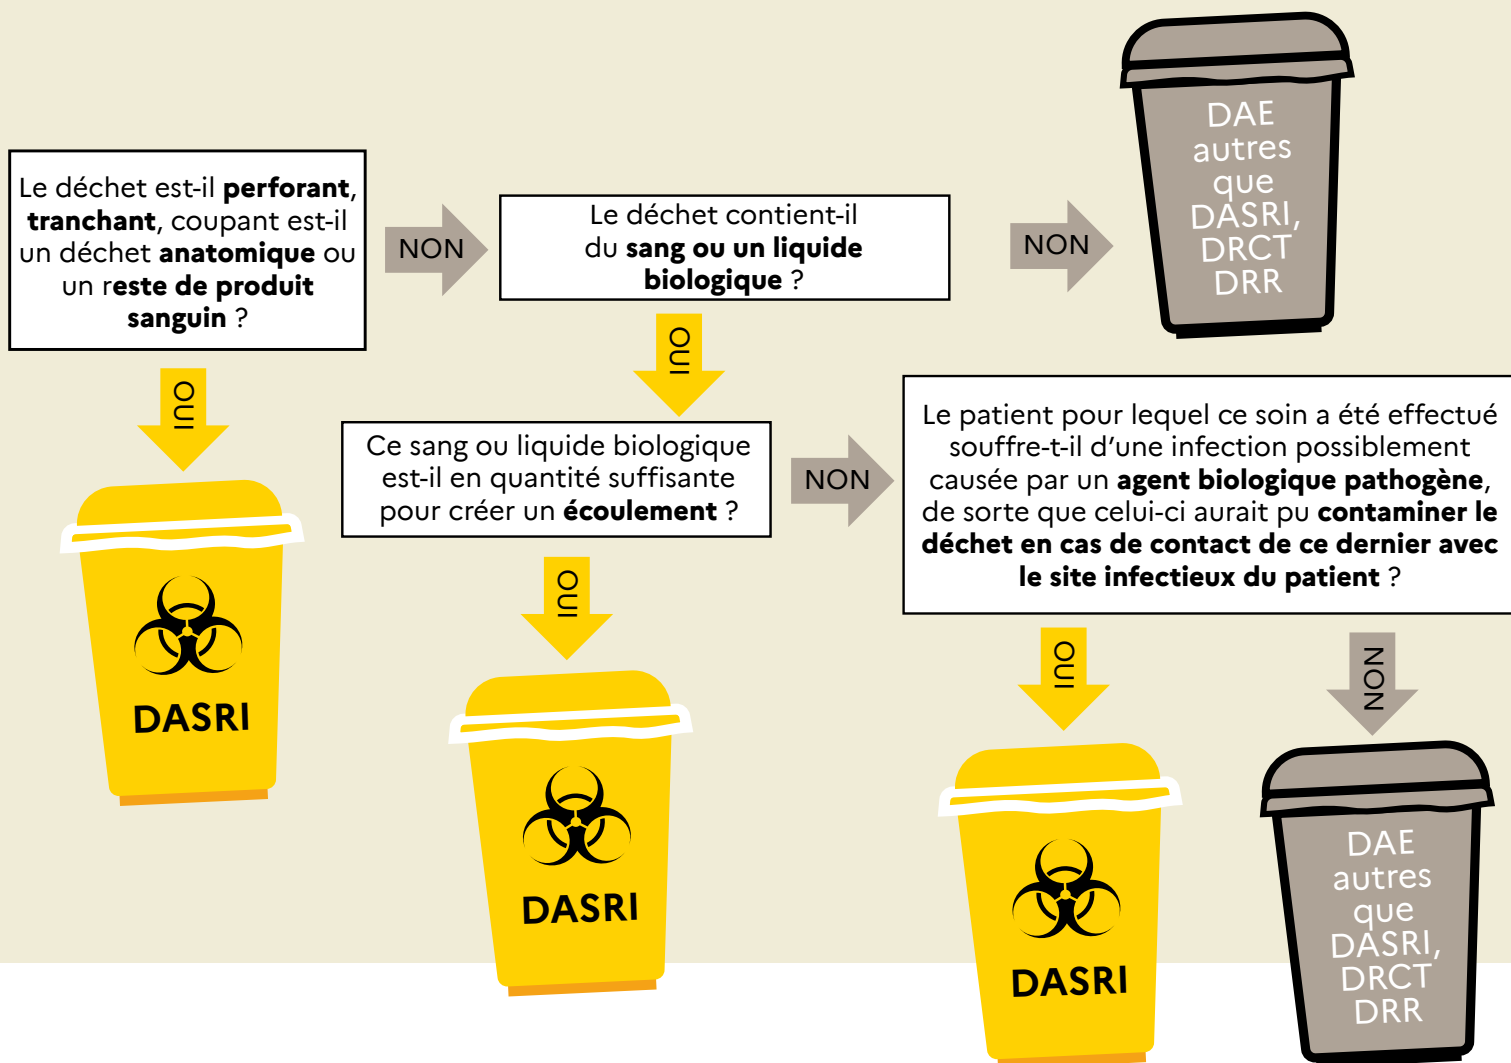 DAE
autres
que
DASRI,
DRCT
DRR
Le déchet est-il perforant,
tranchant, coupant est-il
un déchet anatomique ou
un reste de produit
sanguin ?
NON
Le déchet contient-il
du sang ou un liquide
biologique ?
NON
OUI
OUI
Ce sang ou liquide biologique
est-il en quantité suffisante
pour créer un écoulement ?
NON
Le patient pour lequel ce soin a été effectué
souffre-t-il d'une infection possiblement
causée par un agent biologique pathogène,
de sorte que celui-ci aurait pu contaminer le
déchet en cas de contact de ce dernier avec
le site infectieux du patient ?
OUI
OUI
NON
DASRI
DASRI
DASRI
DAE
autres
que
DASRI,
DRCT
DRR